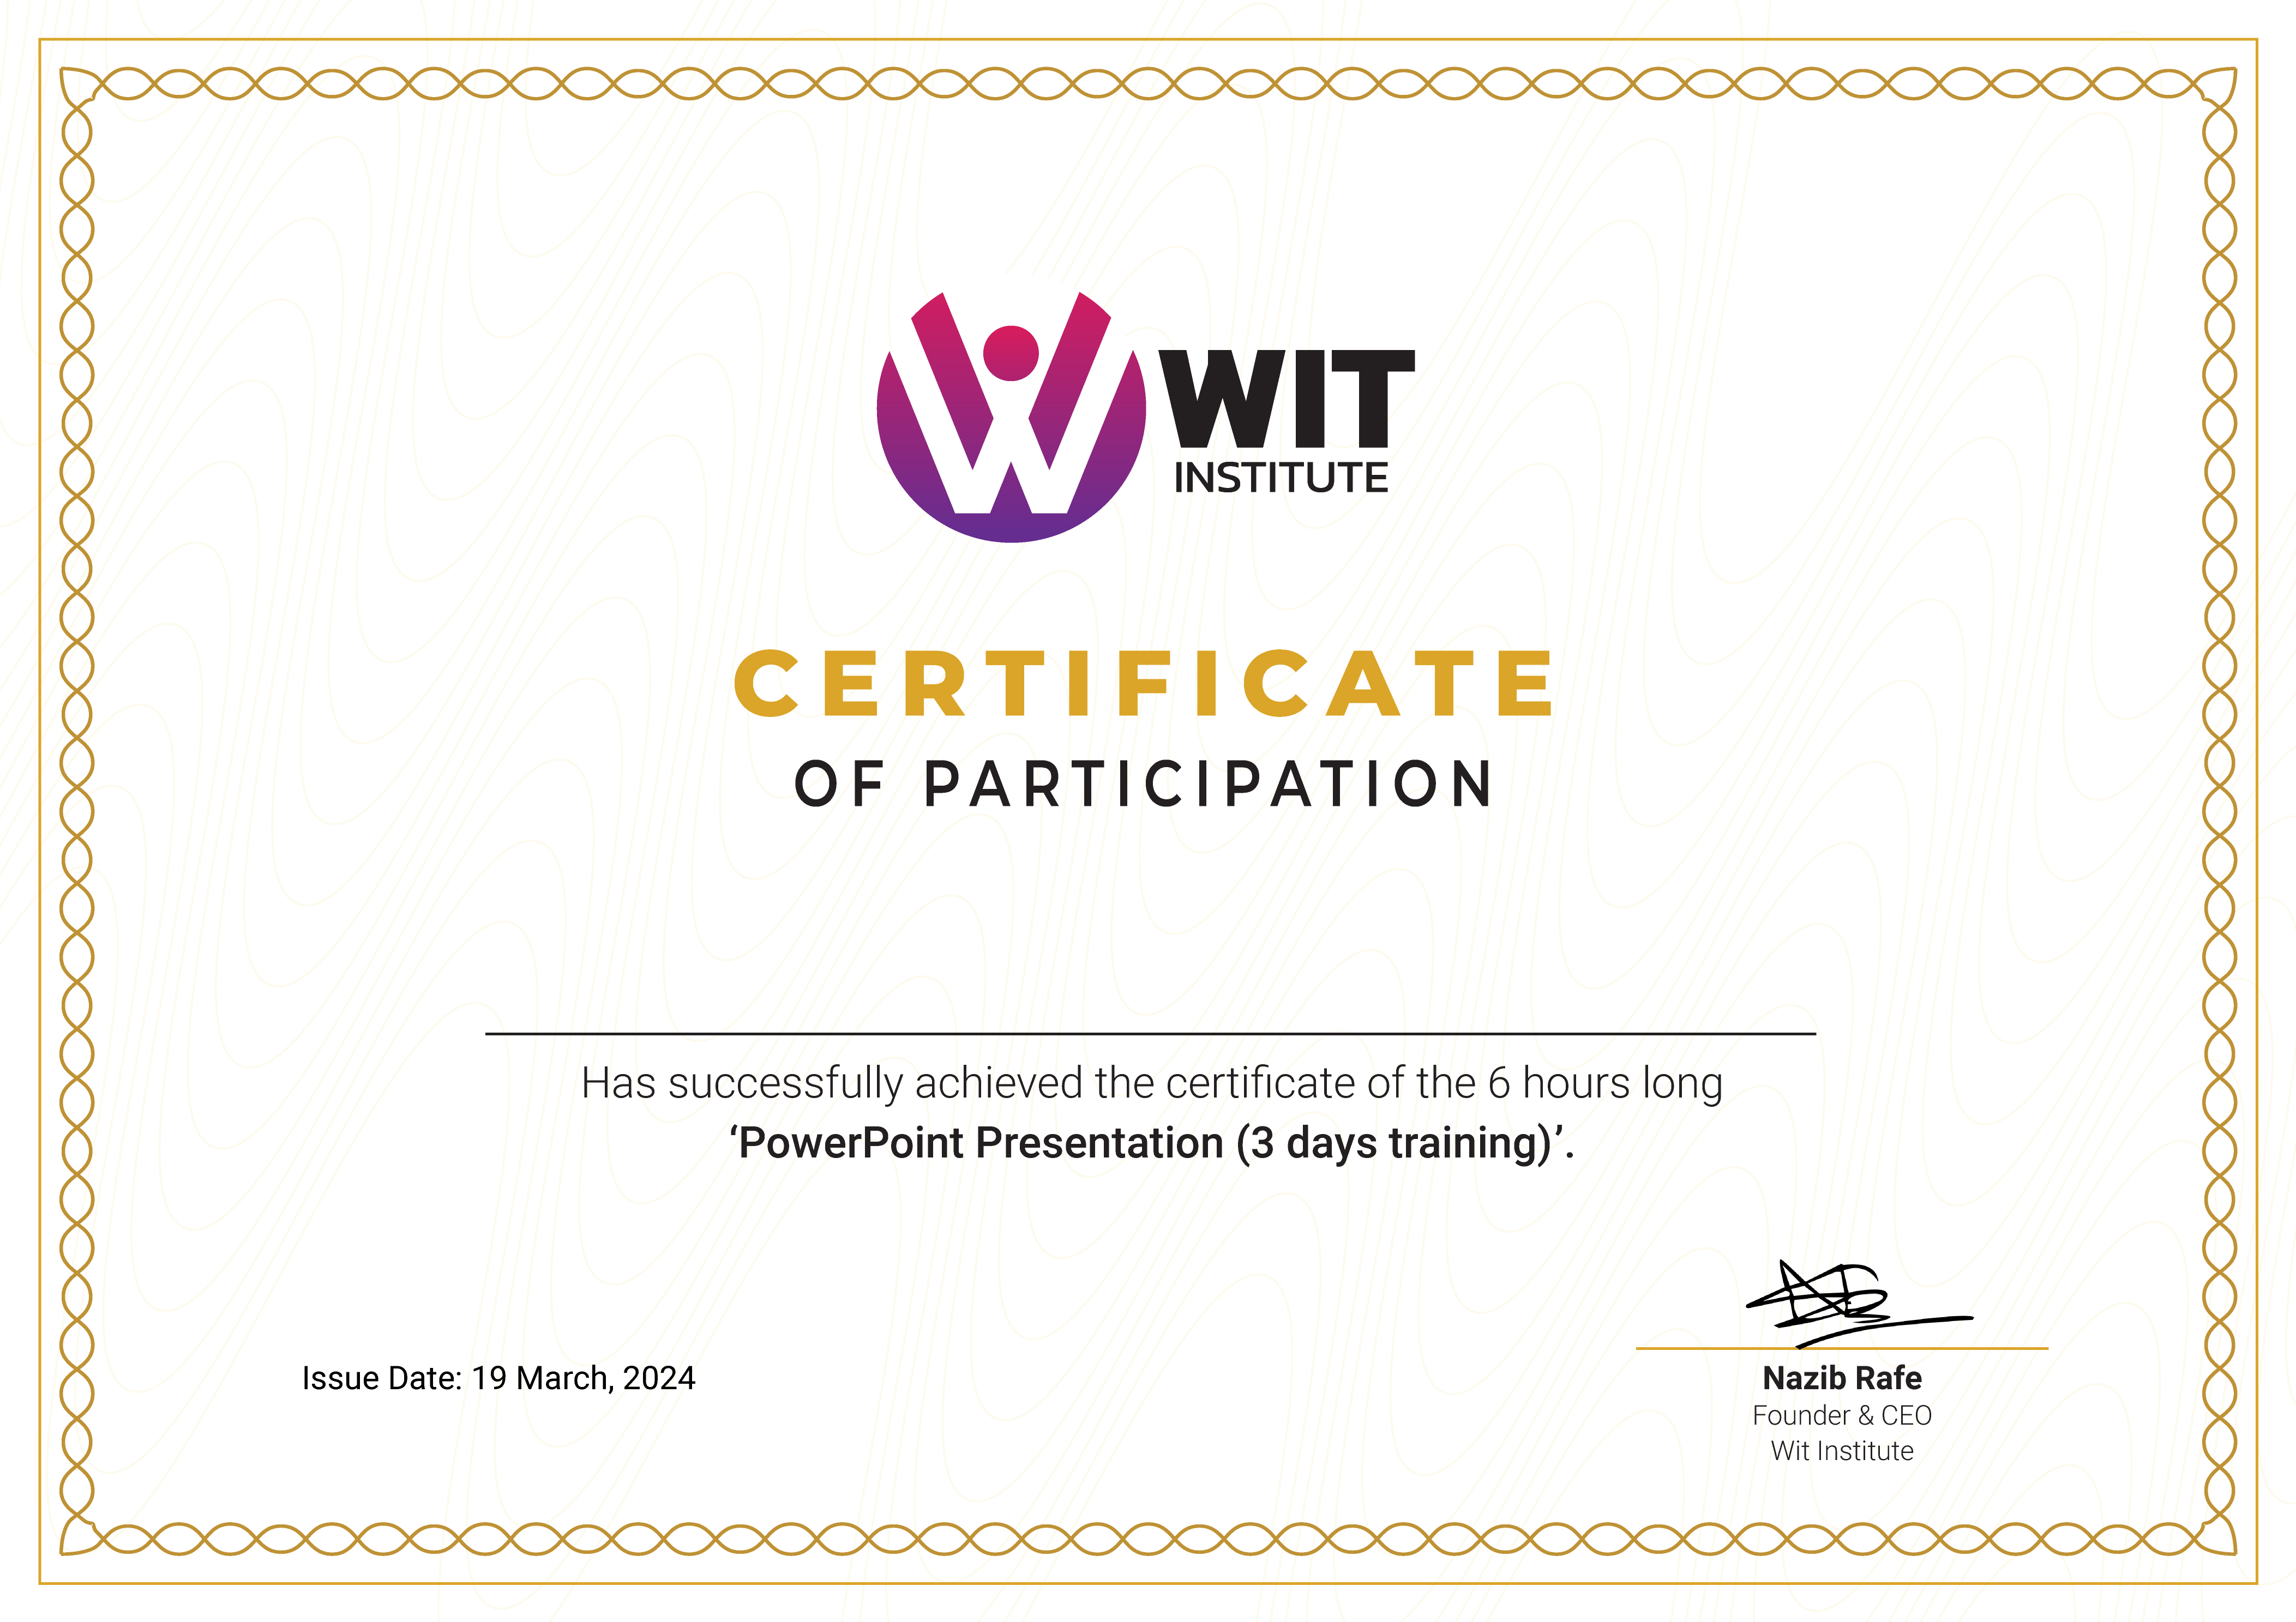 WIT
INSTITUTE
CERTIFICATE
OF PARTICIPATION
Has successfully achieved the certificate of the 6 hours long
‘PowerPoint Presentation (3 days training)’.
Issue Date: 19 March, 2024
Nazib Rafe
Founder & CEO
Wit Institute